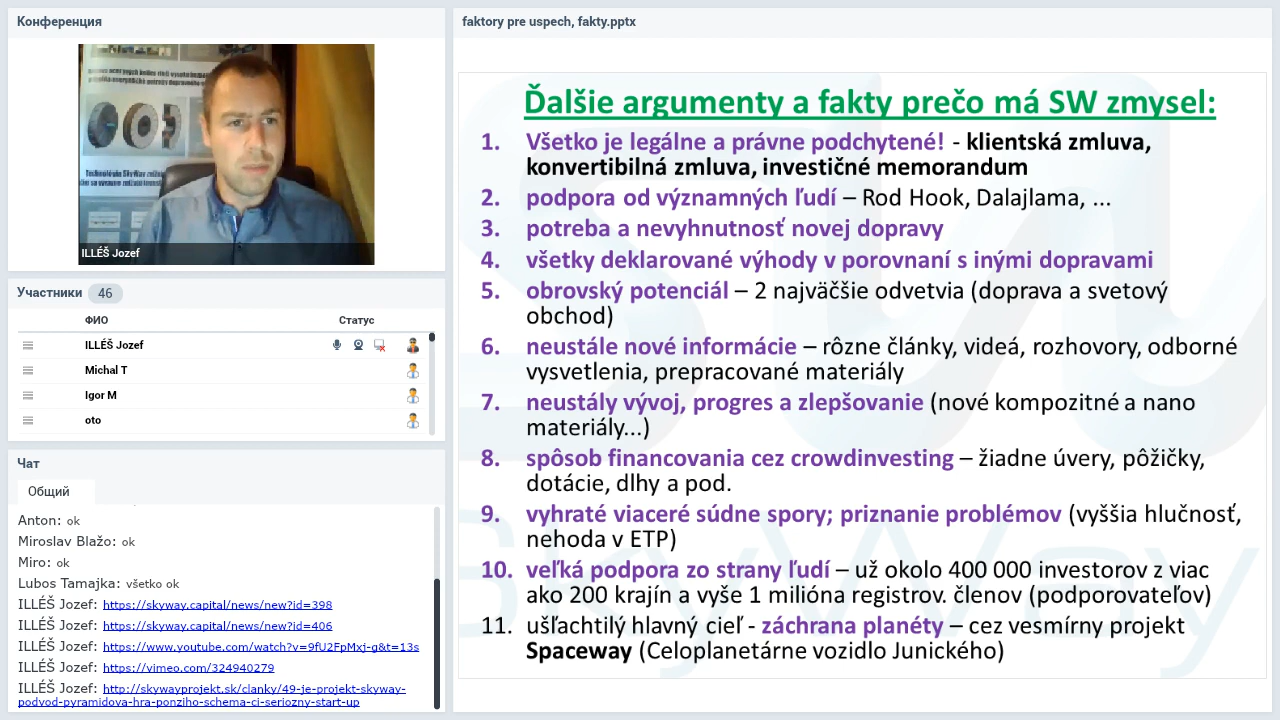 Конференция
ILLÉŠ Jozef
Участники 46
ФИО Статус
ILLÉŠ Jozef
Michal T
Igor M
oto
Чат
Общий
Anton: ok
Miroslav Blažo: ok
Miro: ok
Lubos Tamajka: všetko ok
ILLÉŠ Jozef: https://skyway.capital/news/new?id=398
ILLÉŠ Jozef: https://skyway.capital/news/new?id=406
ILLÉŠ Jozef: https://www.youtube.com/watch?v=9fU2FpMxj-g&t=13s
ILLÉŠ Jozef: https://vimeo.com/324940279
ILLÉŠ Jozef: http://skywayprojekt.sk/clanky/49-je-projekt-skyway-
podvod-pyramidova-hra-ponziho-schema-ci-seriozny-start-up
faktory pre uspech, fakty.pptx
Ďalšie argumenty a fakty prečo má SW zmysel:
1. Všetko je legálne a právne podchytené! - klientská zmluva,
konvertibilná zmluva, investičné memorandum
2. podpora od významných ľudí – Rod Hook, Dalajlama, ...
3. potreba a nevyhnutnosť novej dopravy
4. všetky deklarované výhody v porovnaní s inými dopravami
5. obrovský potenciál – 2 najväčšie odvetvia (doprava a svetový
obchod)
6. neustále nové informácie – rôzne články, videá, rozhovory, odborné
vysvetlenia, prepracované materiály
7. neustály vývoj, progres a zlepšovanie (nové kompozitné a nano
materiály...)
8. spôsob financovania cez crowdinvesting – žiadne úvery, pôžičky,
dotácie, dlhy a pod.
9. vyhraté viaceré súdne spory; priznanie problémov (vyššia hlučnosť,
nehoda v ETP)
10. veľká podpora zo strany ľudí – už okolo 400 000 investorov z viac
ako 200 krajín a vyše 1 milióna registrov. členov (podporovateľov)
11. ušľachtilý hlavný cieľ - záchrana planéty – cez vesmírny projekt
Spaceway (Celoplanetárne vozidlo Junického)
SkyWay